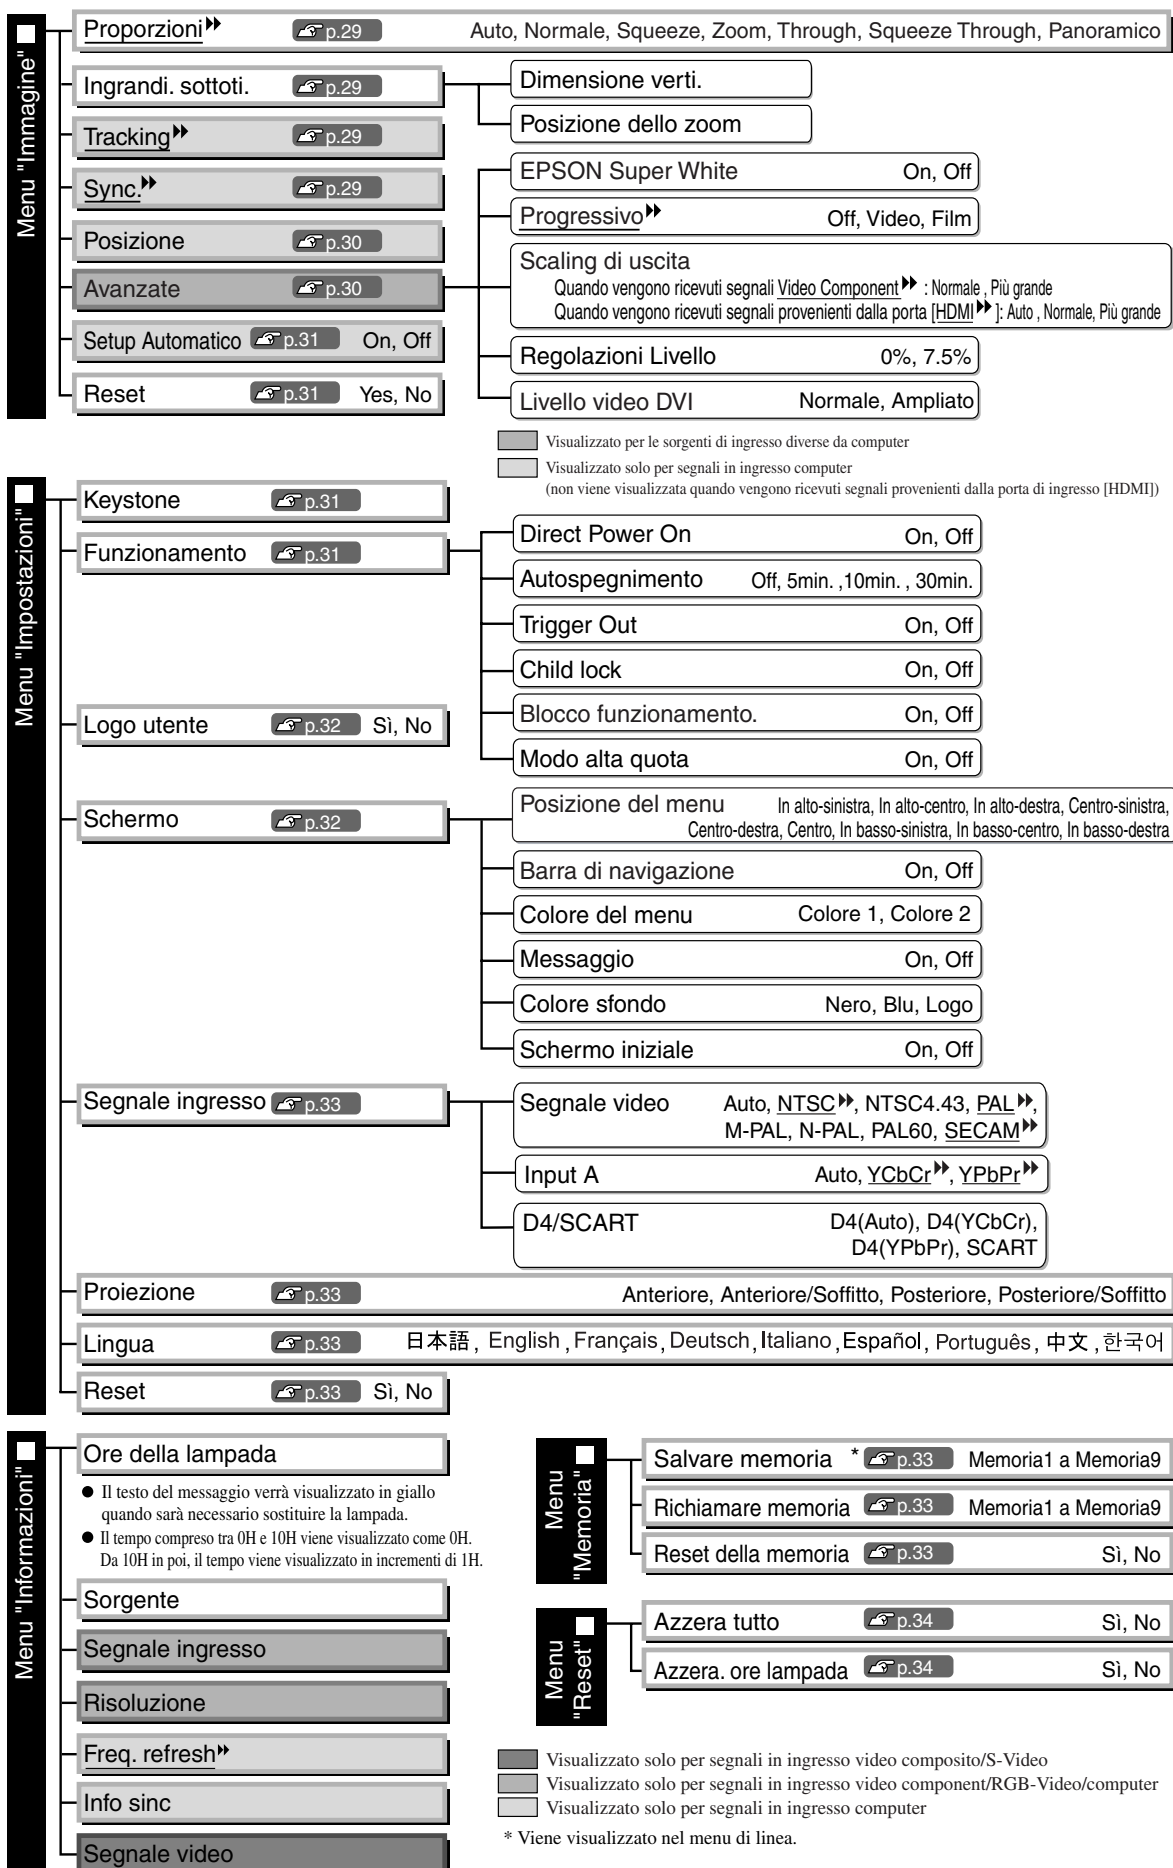 Menu "Immagine"
Proporzioni p.29 Auto, Normale, Squeeze, Zoom, Through, Squeeze Through, Panoramico
Ingrandi. sottoti. p.29
Dimensione verti.
Posizione dello zoom
Tracking p.29
Sync. p.29
Posizione p.30
Avanzate p.30
EPSON Super White On, Off
Progressivo Off, Video, Film
Scaling di uscita
Quando vengono ricevuti segnali Video Component : Normale , Più grande
Quando vengono ricevuti segnali provenienti dalla porta [HDMI ]: Auto , Normale, Più grande
Regolazioni Livello 0%, 7.5%
Livello video DVI Normale, Ampliato
Setup Automatico p.31 On, Off
Reset p.31 Yes, No
Visualizzato per le sorgenti di ingresso diverse da computer
Visualizzato solo per segnali in ingresso computer
(non viene visualizzata quando vengono ricevuti segnali provenienti dalla porta di ingresso [HDMI])
Menu "Impostazioni"
Keystone p.31
Funzionamento p.31
Direct Power On On, Off
Autospegnimento Off, 5min. ,10min. , 30min.
Trigger Out On, Off
Child lock On, Off
Blocco funzionamento. On, Off
Modo alta quota On, Off
Logo utente p.32 Sì, No
Schermo p.32
Posizione del menu In alto-sinistra, In alto-centro, In alto-destra, Centro-sinistra,
Centro-destra, Centro, In basso-sinistra, In basso-centro, In basso-destra
Barra di navigazione On, Off
Colore del menu Colore 1, Colore 2
Messaggio On, Off
Colore sfondo Nero, Blu, Logo
Schermo iniziale On, Off
Segnale ingresso p.33
Segnale video Auto, NTSC , NTSC4.43, PAL ,
M-PAL, N-PAL, PAL60, SECAM
Input A Auto, YCbCr , YPbPr
D4/SCART D4(Auto), D4(YCbCr),
D4(YPbPr), SCART
Proiezione p.33 Anteriore, Anteriore/Soffitto, Posteriore, Posteriore/Soffitto
Lingua p.33 日本語, English , Français, Deutsch, Italiano , Español, Português, 中文 , 한국어
Reset p.33 Sì, No
Menu "Informazioni"
Ore della lampada
● Il testo del messaggio verrà visualizzato in giallo
quando sarà necessario sostituire la lampada.
● Il tempo compreso tra 0H e 10H viene visualizzato come 0H.
Da 10H in poi, il tempo viene visualizzato in incrementi di 1H.
Sorgente
Segnale ingresso
Risoluzione
Freq. refresh
Info sinc
Segnale video
Menu
"Memoria"
Salvare memoria * p.33 Memoria1 a Memoria9
Richiamare memoria p.33 Memoria1 a Memoria9
Reset della memoria p.33 Sì, No
Menu
"Reset"
Azzera tutto p.34 Sì, No
Azzera. ore lampada p.34 Sì, No
Visualizzato solo per segnali in ingresso video composito/S-Video
Visualizzato solo per segnali in ingresso video component/RGB-Video/computer
Visualizzato solo per segnali in ingresso computer
* Viene visualizzato nel menu di linea.